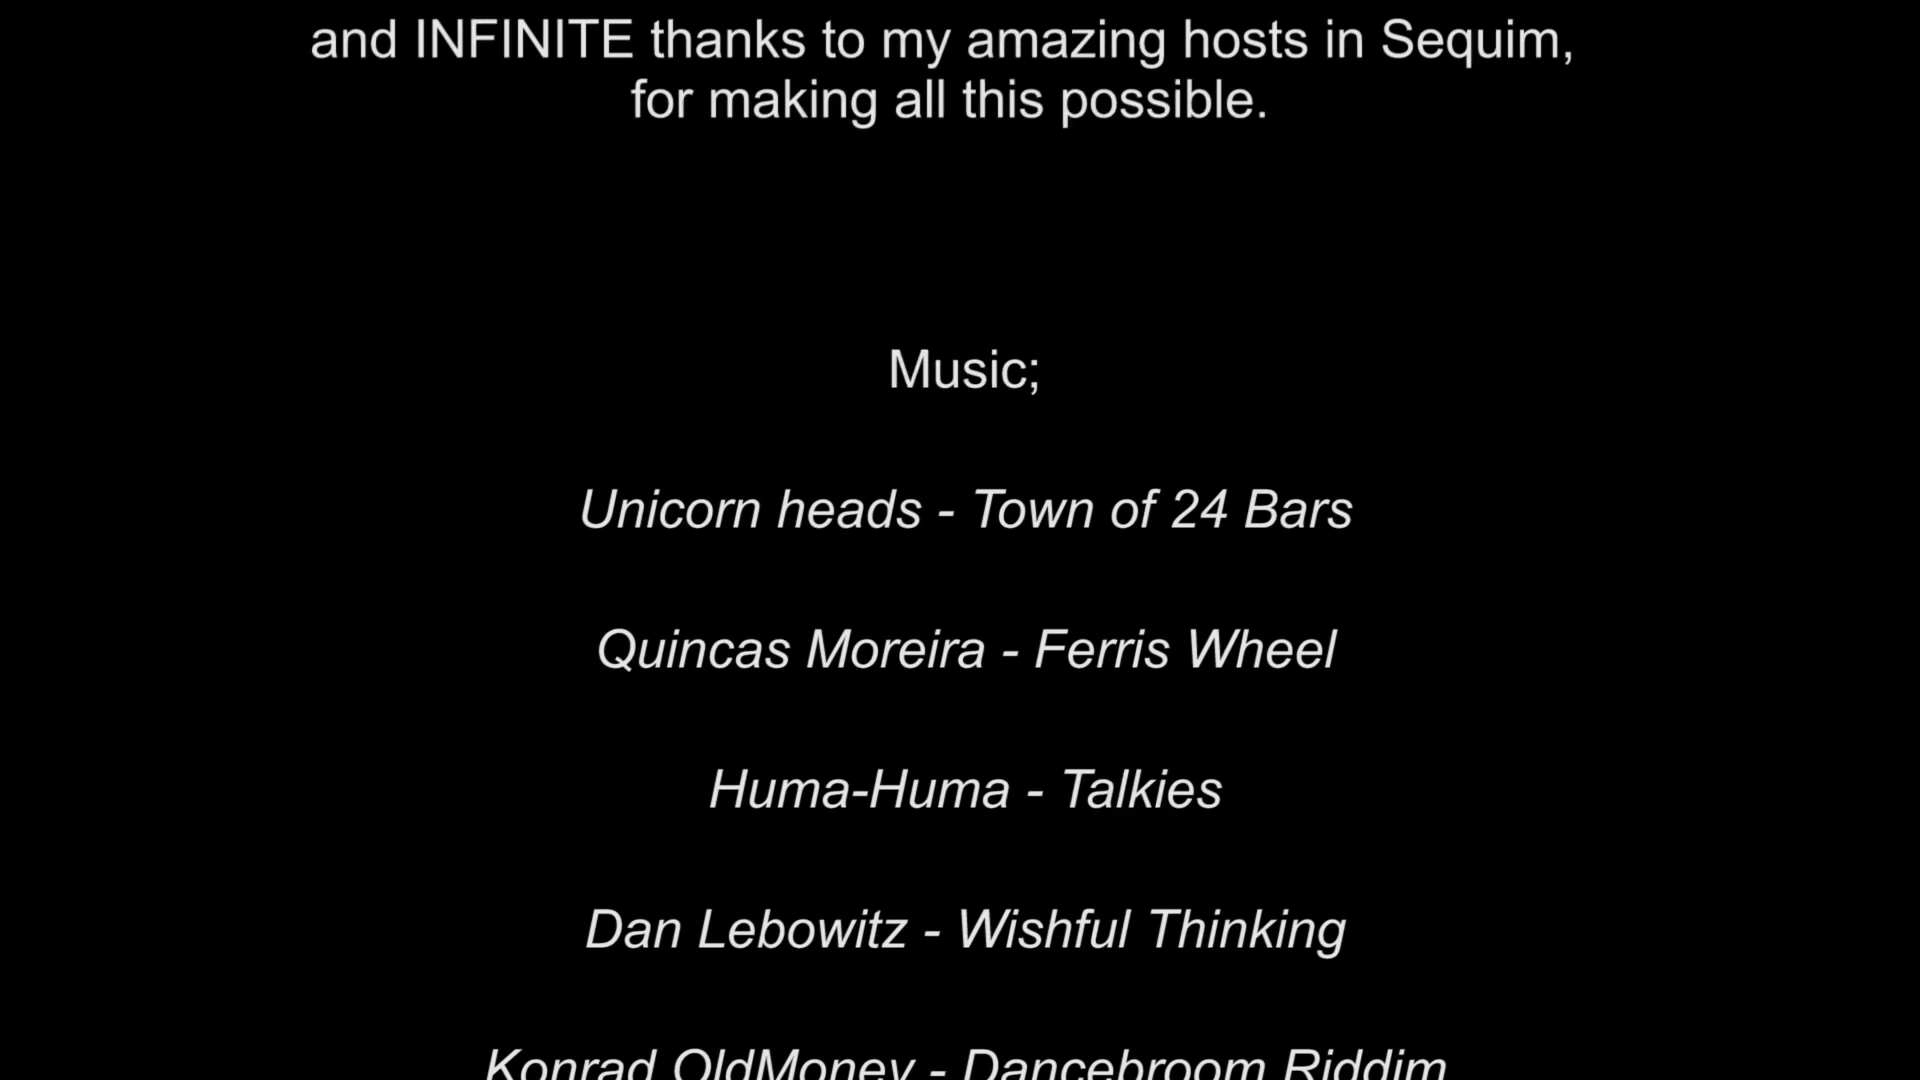 and INFINITE thanks to my amazing hosts in Sequim,
for making all this possible.
Music;
Unicorn heads - Town of 24 Bars
Quincas Moreira - Ferris Wheel
Huma-Huma - Talkies
Dan Lebowitz - Wishful Thinking
Konrad OldMoney - Dancebroom Riddim